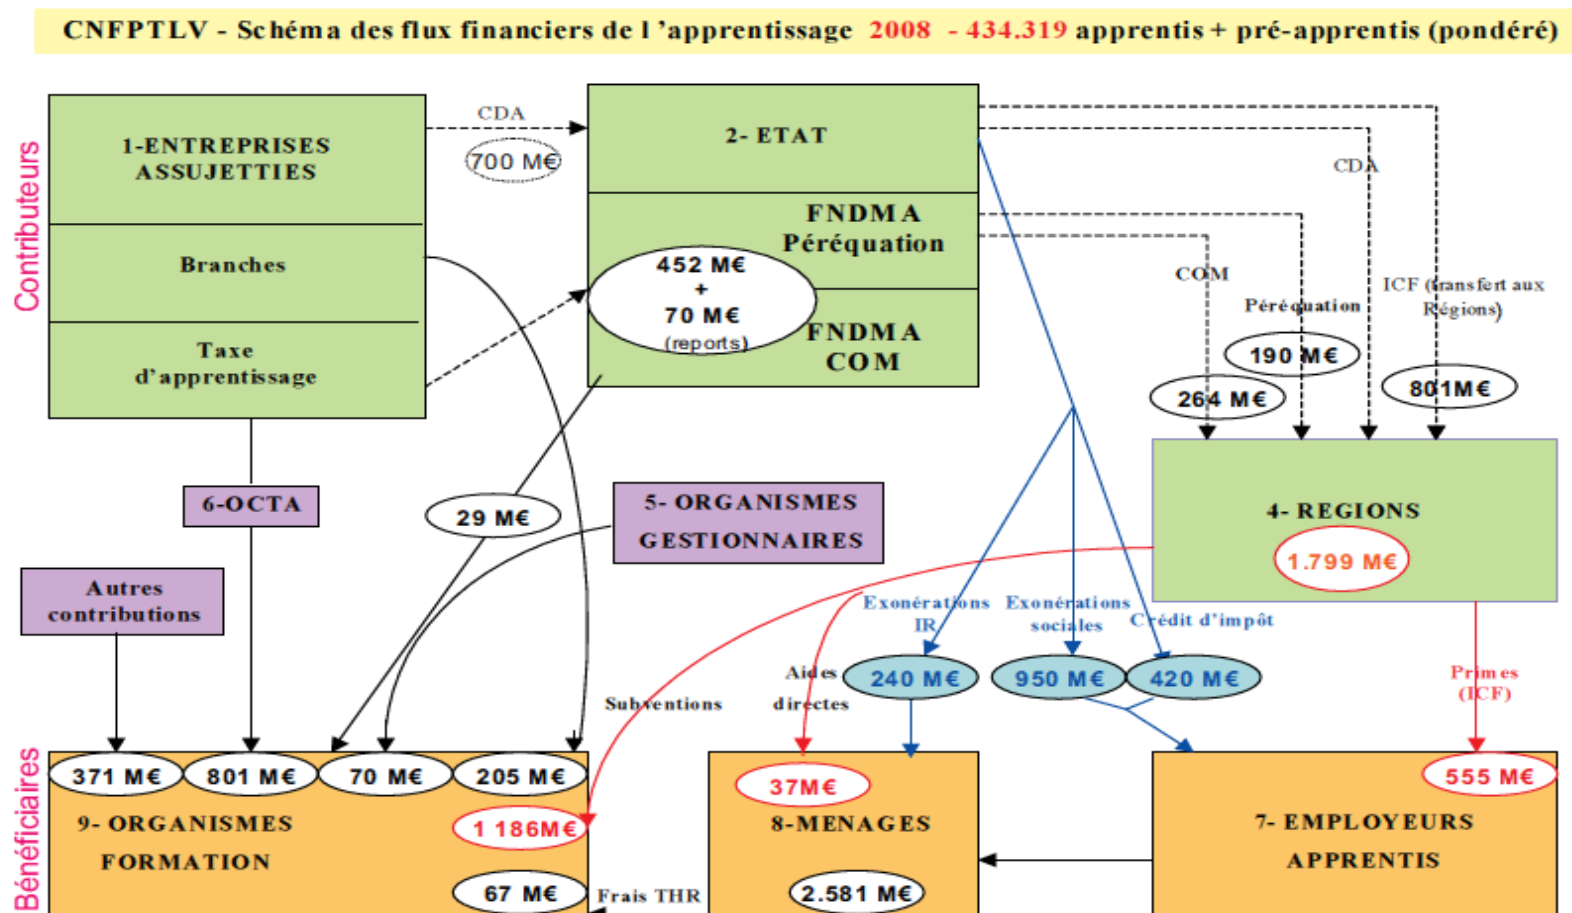 CNFPTLV - Schéma des flux financiers de l 'apprentissage 2008 - 434.319 apprentis + pré-apprentis (pondéré)
Contributeurs
1-ENTREPRISES
ASSUJETTIES
Branches
Taxe
d'apprentissage
CDA
700 M€
2- ETAT
FNDMA
Péréquation
452 M€
+
70 M€
(reports)
FNDMA
COM
CDA
COM
Péréquation
ICF (transfert aux
Régions)
190 M€
264 M€
801M€
6-OCTA
29 M€
5- ORGANISMES
GESTIONNAIRES
4- REGIONS
1.799 M€
Autres
contributions
Exonérations
IR
Exonérations
sociales
Crédit d'impôt
Aides
directes
240 M€
950 M€
420 M€
Primes
(ICF)
Subventions
Bénéficiaires
371 M€
801 M€
70 M€
205 M€
37M€
555 M€
9- ORGANISMES
FORMATION
1 186M€
8-MENAGES
7- EMPLOYEURS
APPRENTIS
67 M€
Frais THR
2.581 M€